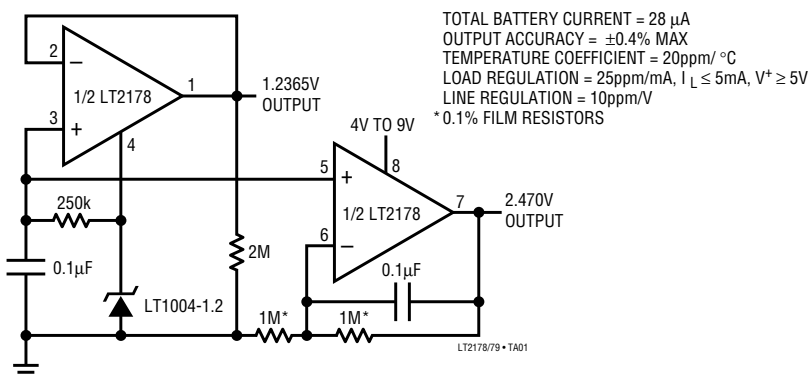 TOTAL BATTERY CURRENT = 28 µA
OUTPUT ACCURACY = ±0.4% MAX
TEMPERATURE COEFFICIENT = 20ppm/ °C
LOAD REGULATION = 25ppm/mA, I L ≤ 5mA, V+ ≥ 5V
LINE REGULATION = 10ppm/V
* 0.1% FILM RESISTORS
2
–
1/2 LT2178
1
1.2365V
OUTPUT
3
+
4
4V TO 9V
8
5
+
1/2 LT2178
7
2.470V
OUTPUT
6
–
250k
0.1µF
LT1004-1.2
2M
0.1µF
1M*
1M*
LT2178/79 • TA01